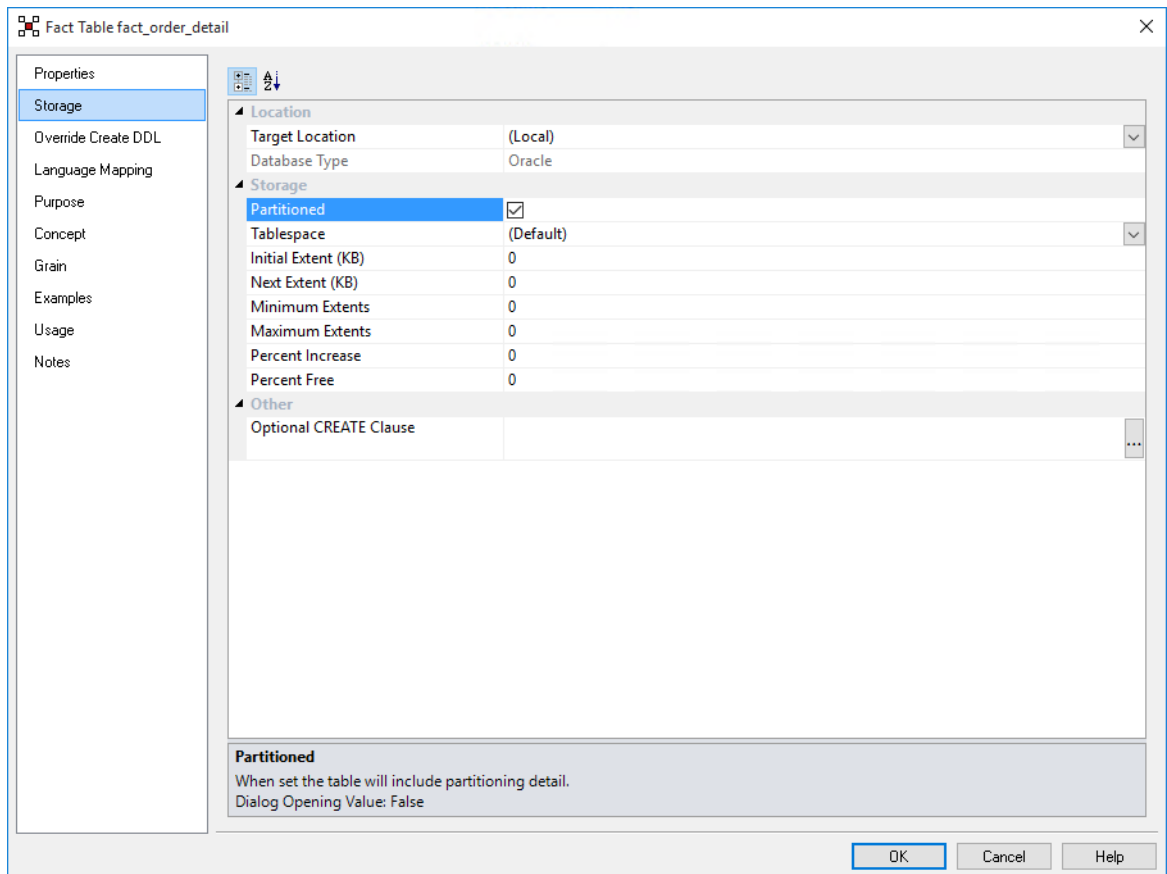 Fact Table fact_order_detail
Properties
Storage
Override Create DDL
Language Mapping
Purpose
Concept
Grain
Examples
Usage
Notes
Location
Target Location (Local)
Database Type Oracle
Storage
Partitioned
Tablespace (Default)
Initial Extent (KB) 0
Next Extent (KB) 0
Minimum Extents 0
Maximum Extents 0
Percent Increase 0
Percent Free 0
Other
Optional CREATE Clause ...
Partitioned
When set the table will include partitioning detail.
Dialog Opening Value: False
OK Cancel Help